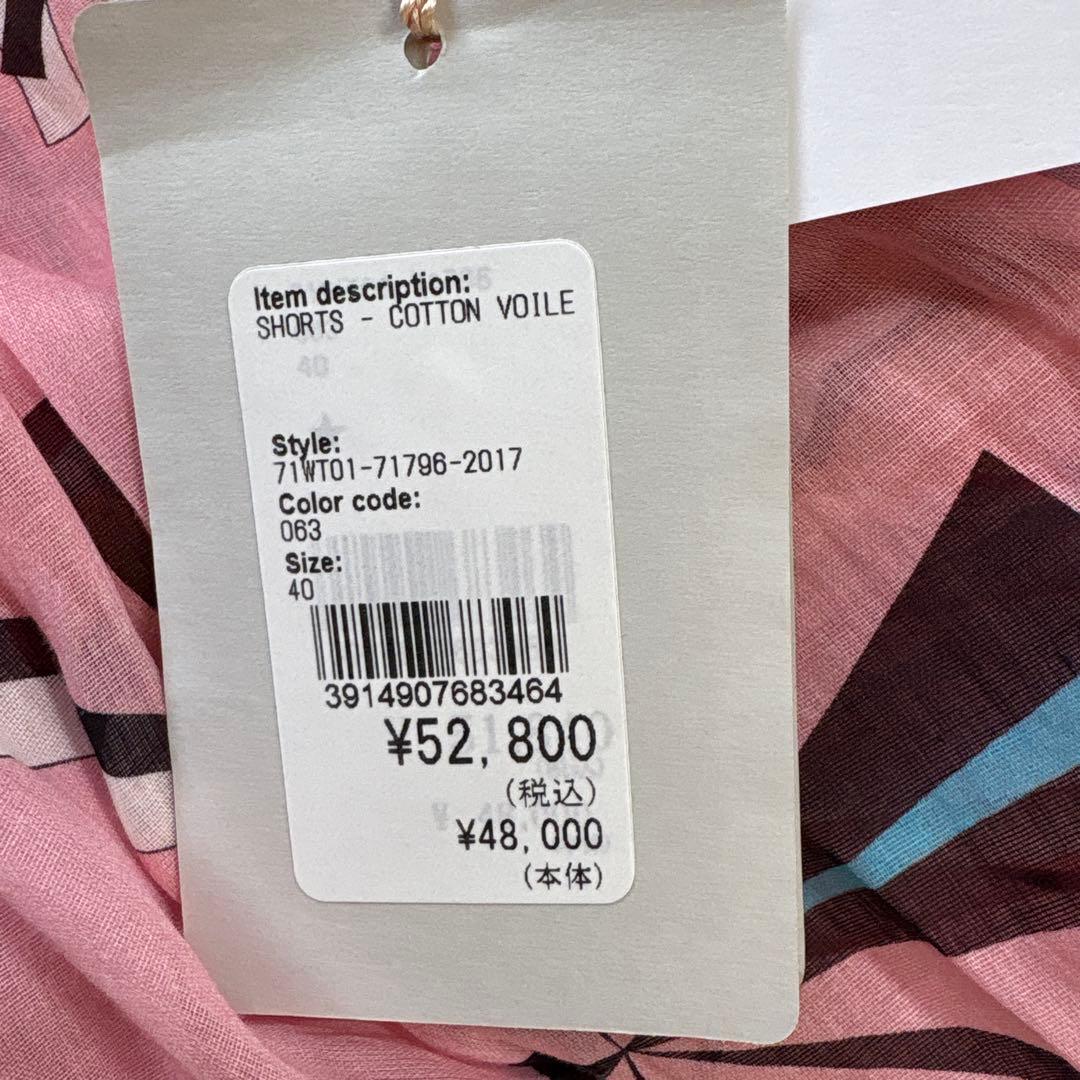 Item description:
SHORTS - COTTON VOILE
Style:
71WT01-71796-2017
Color code:
063
Size:
40
3914907683464
¥52,800
(税込)
¥48,000
(本体)